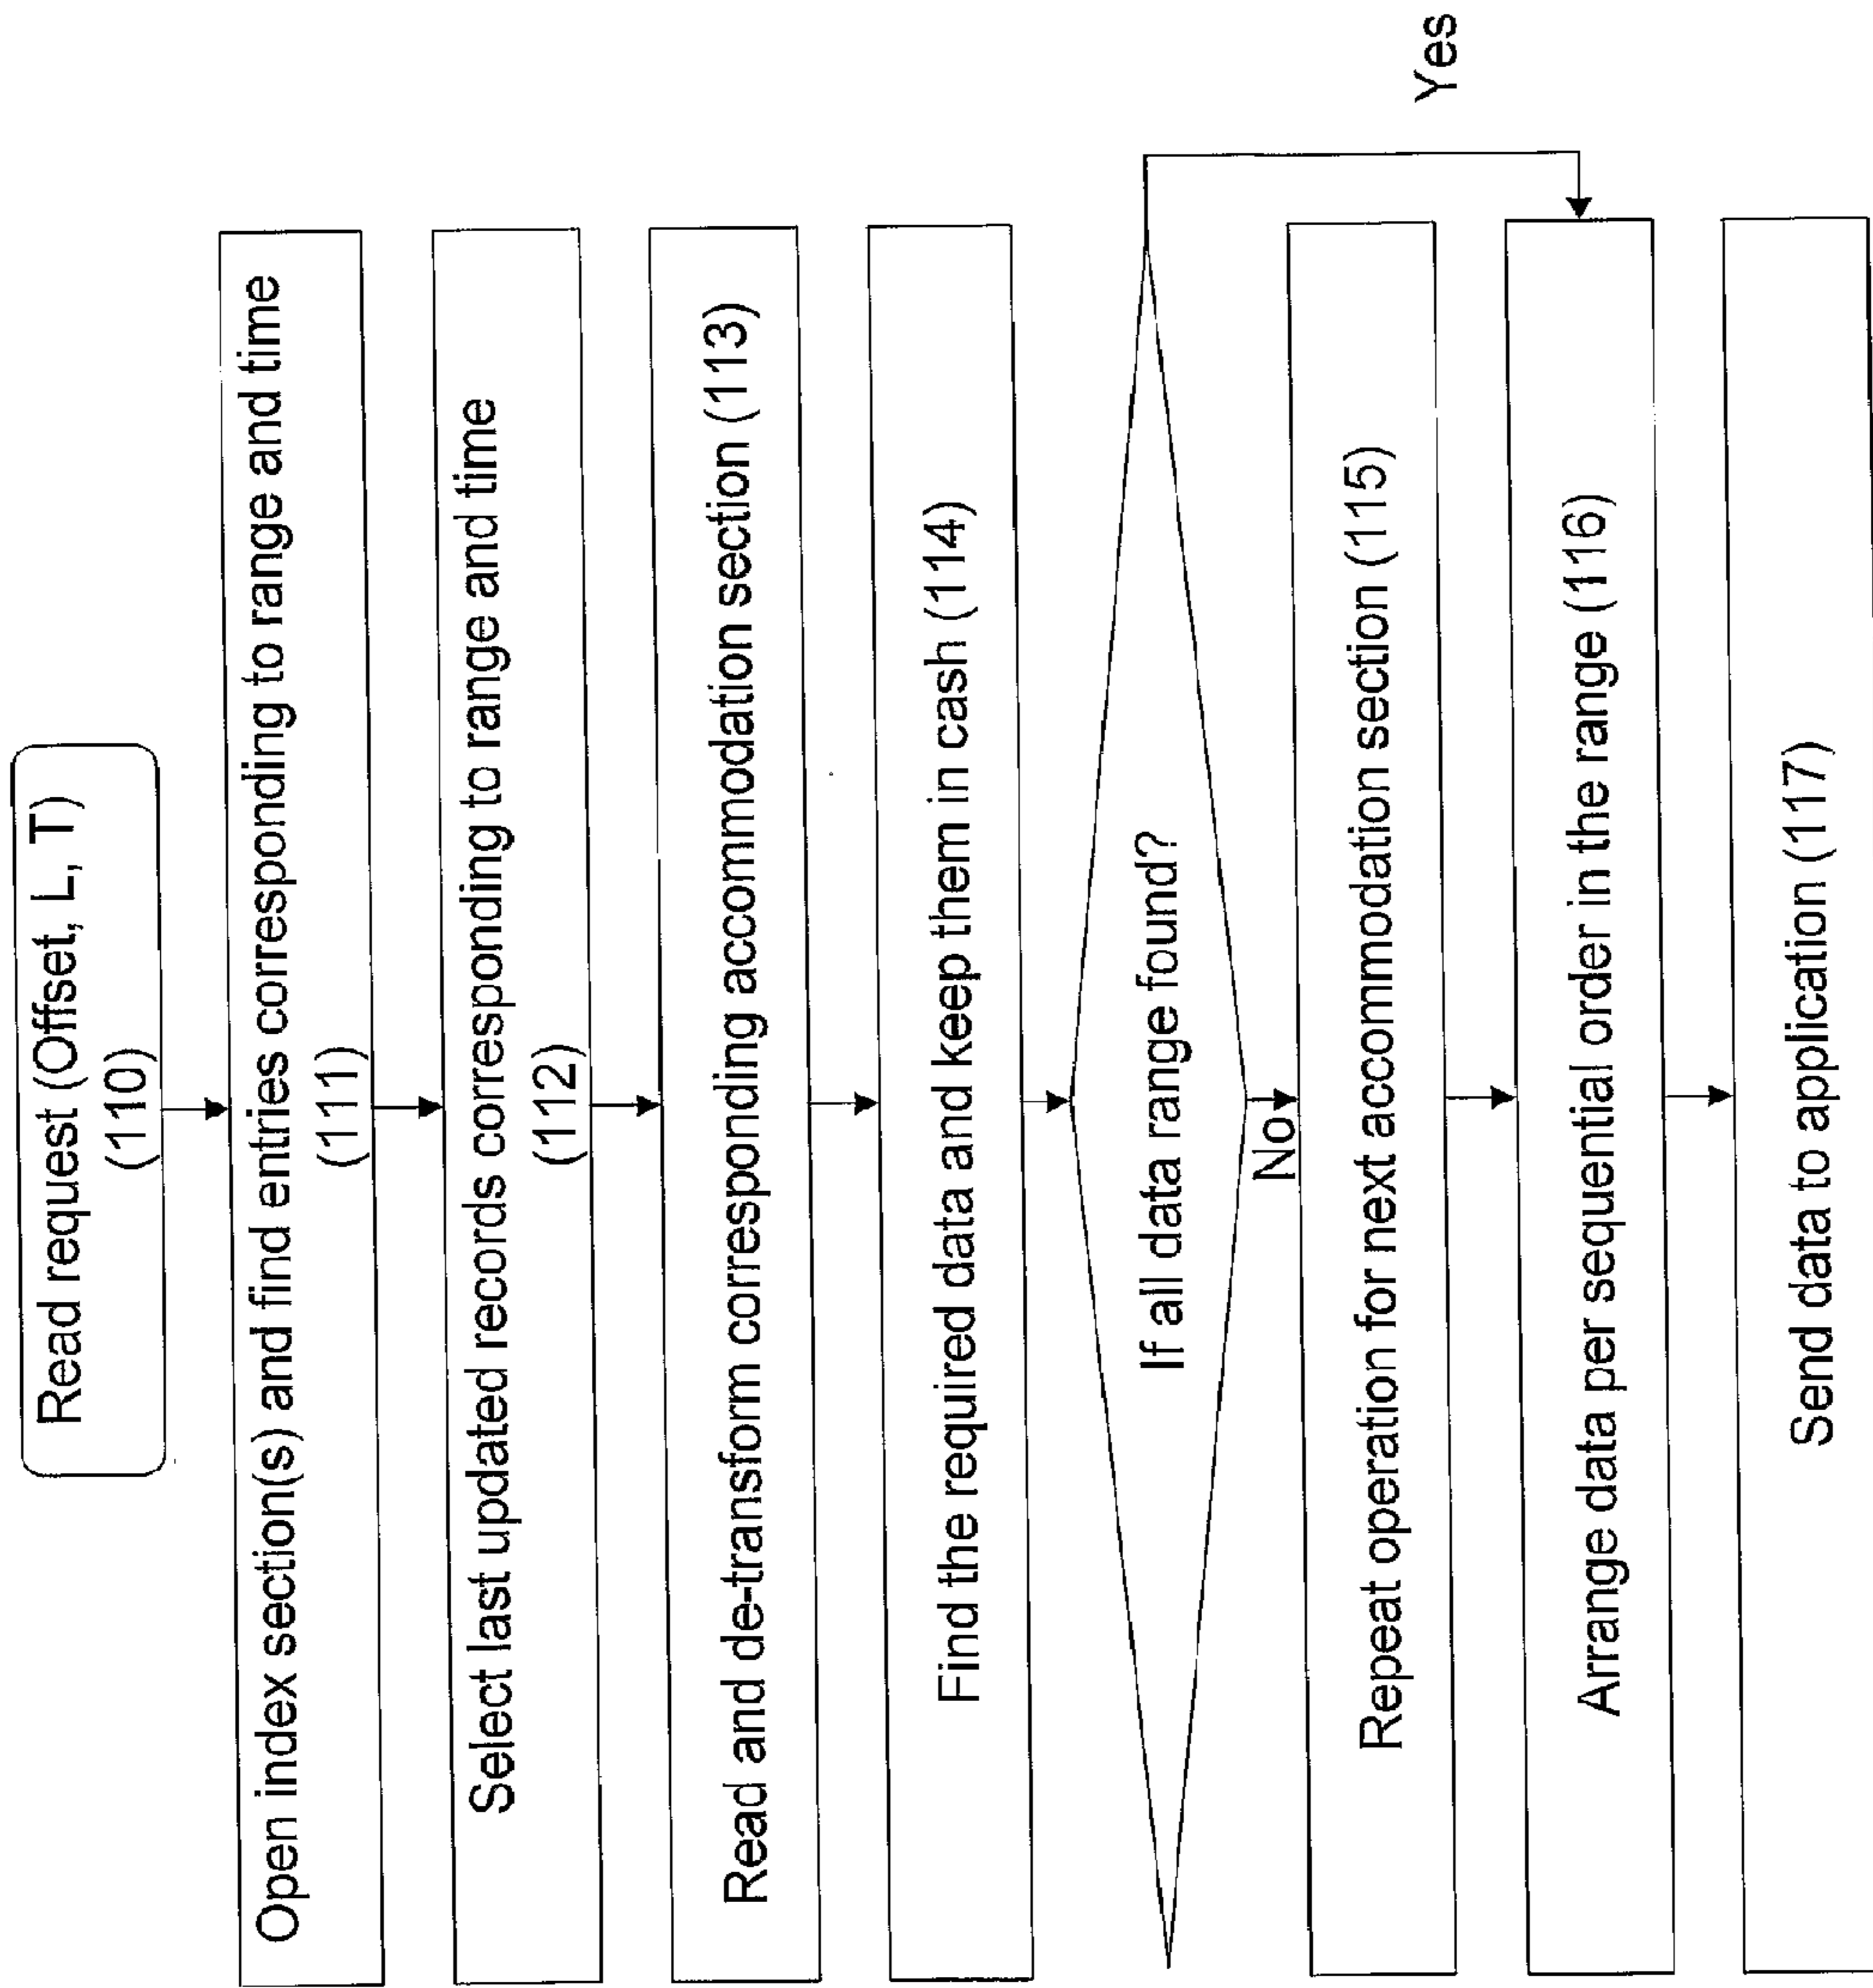 Read request (Offset, L, T)
(110)
Open index section(s) and find entries corresponding to range and time
(111)
Select last updated records corresponding to range and time
(112)
Read and de-transform corresponding accommodation section (113)
Find the required data and keep them in cash (114)
If all data range found?
Yes
No
Repeat operation for next accommodation section (115)
Arrange data per sequential order in the range (116)
Send data to application (117)